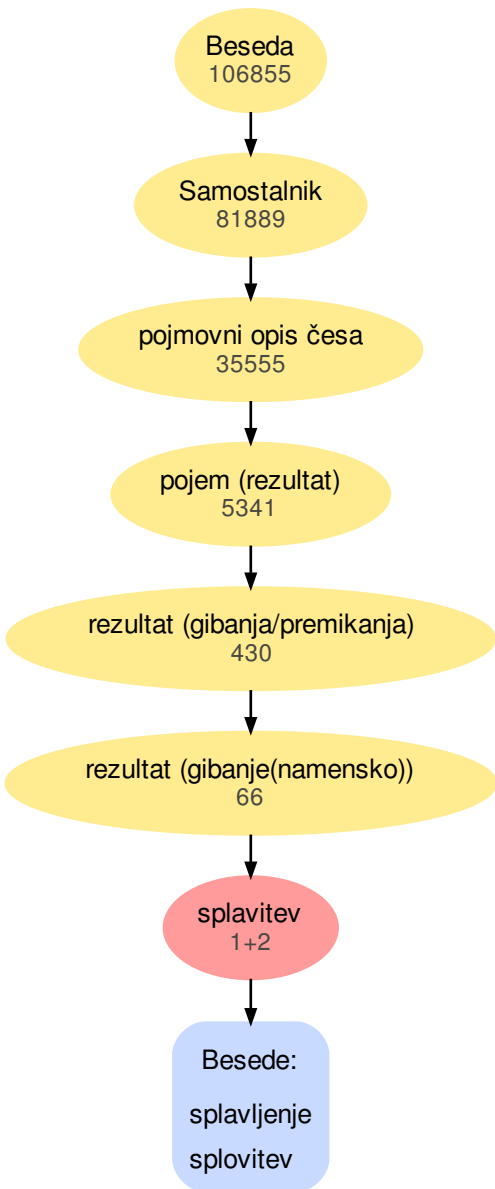 Beseda
106855
Samostalnik
81889
pojmovni opis česa
35555
pojem (rezultat)
5341
rezultat (gibanja/premikanja)
430
rezultat (gibanje(namensko))
66
splavitev
1+2
Besede:
splavljenje
splovitev